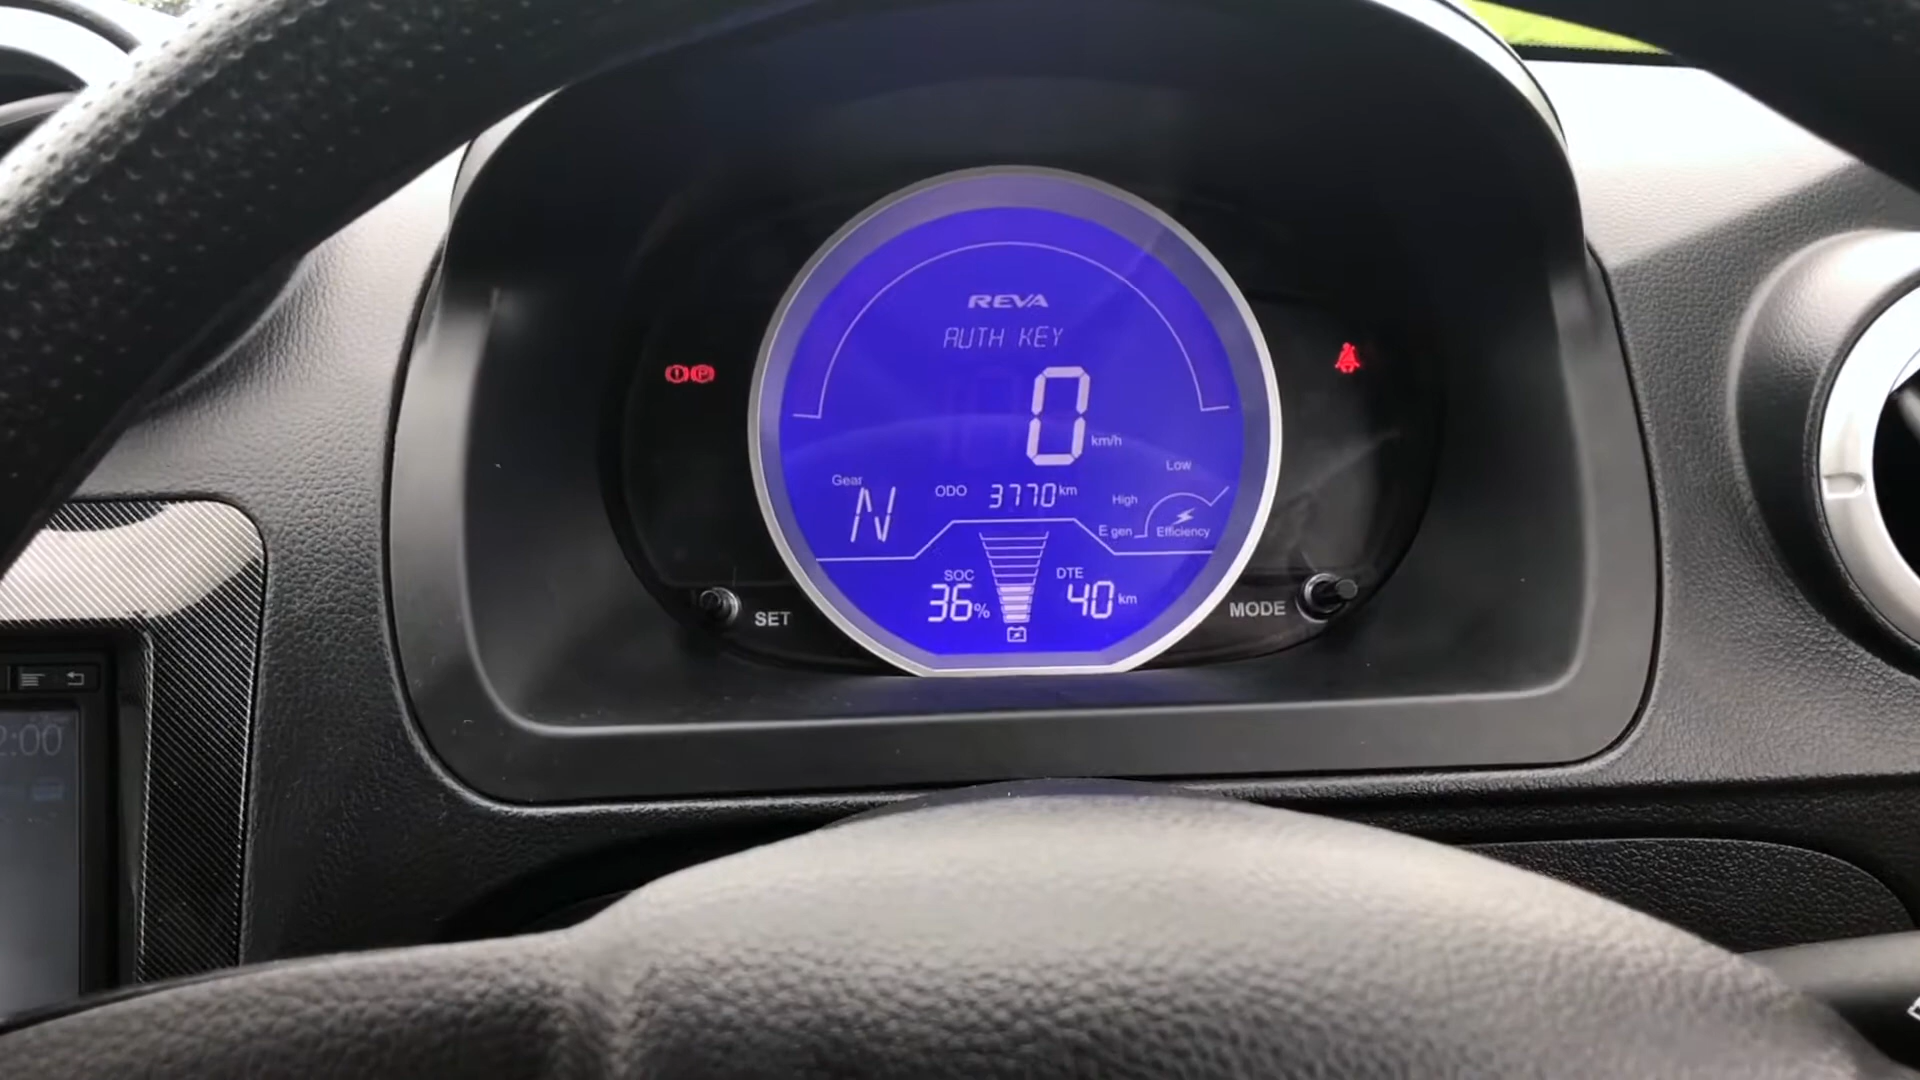 REVA
AUTH KEY
0 km/h
Low
Gear
N
ODO 3770 km
High
E gen
Efficiency
SOC
36%
DTE
40 km
SET
MODE
2:00
P